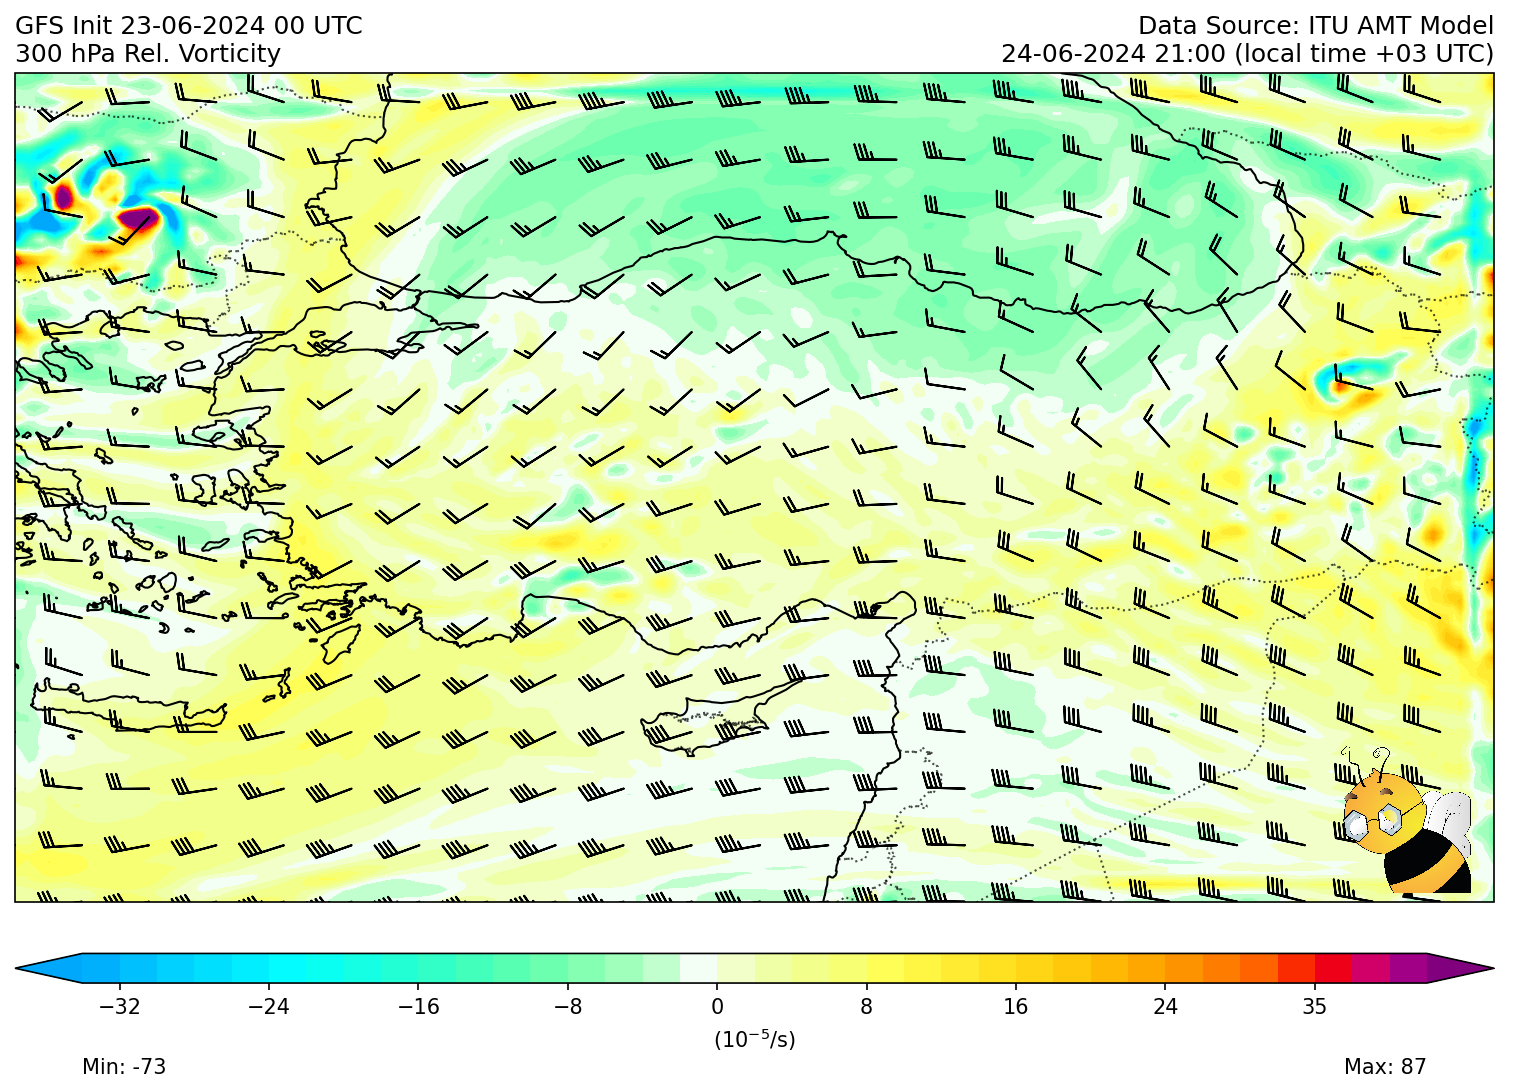 GFS Init 23-06-2024 00 UTC
Data Source: ITU AMT Model
300 hPa Rel. Vorticity
24-06-2024 21:00 (local time +03 UTC)
−32 −24 −16 −8 0 8 16 24 35
(10⁻⁵/s)
Min: -73
Max: 87